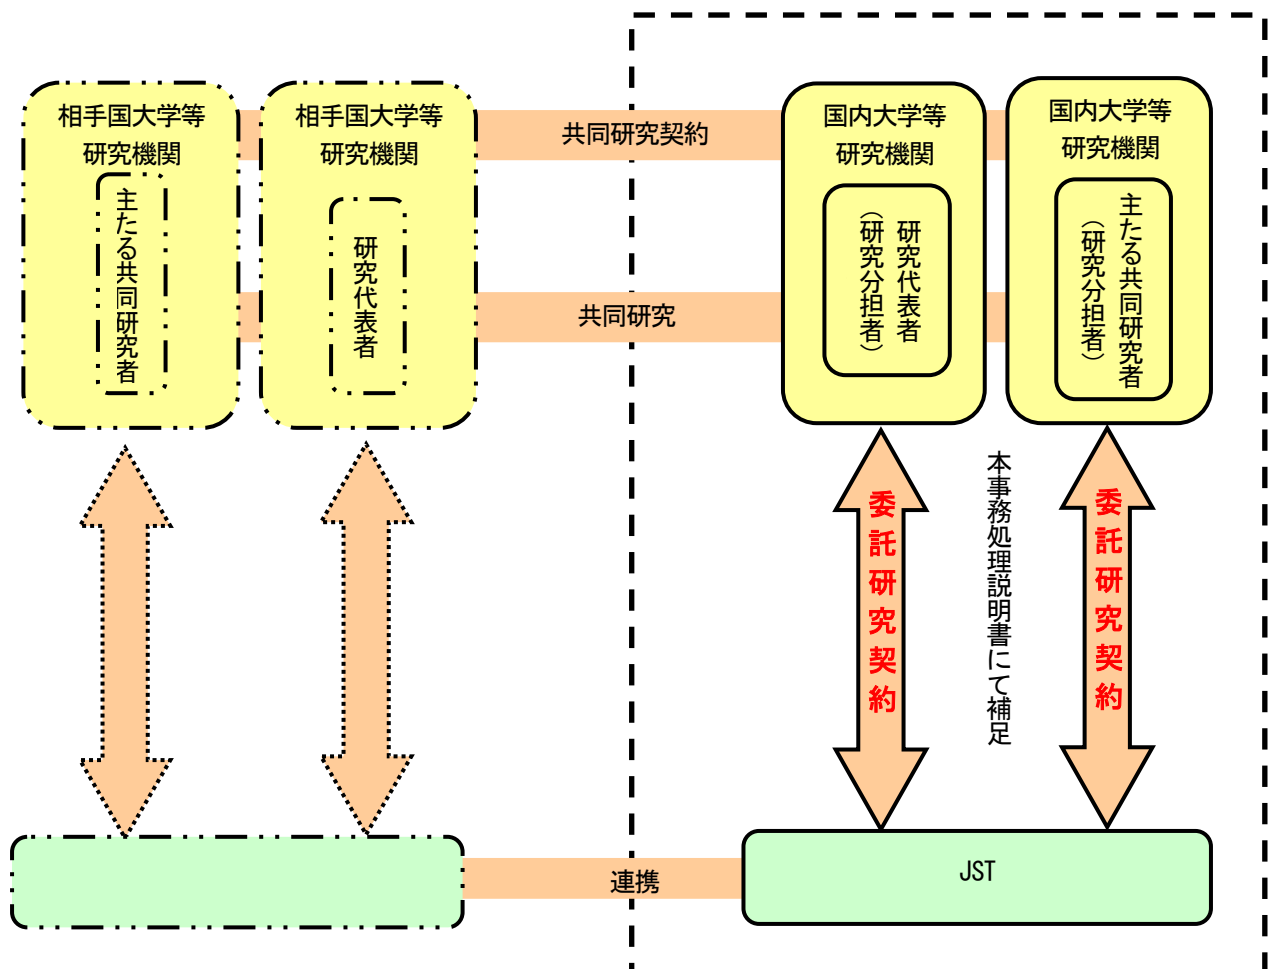 相手国大学等
研究機関
主たる共同研究者
相手国大学等
研究機関
研究代表者
共同研究契約
共同研究
国内大学等
研究機関
研究代表者
（研究分担者）
国内大学等
研究機関
主たる共同研究者
（研究分担者）
委託研究契約
本事務処理説明書にて補足
委託研究契約
連携
JST